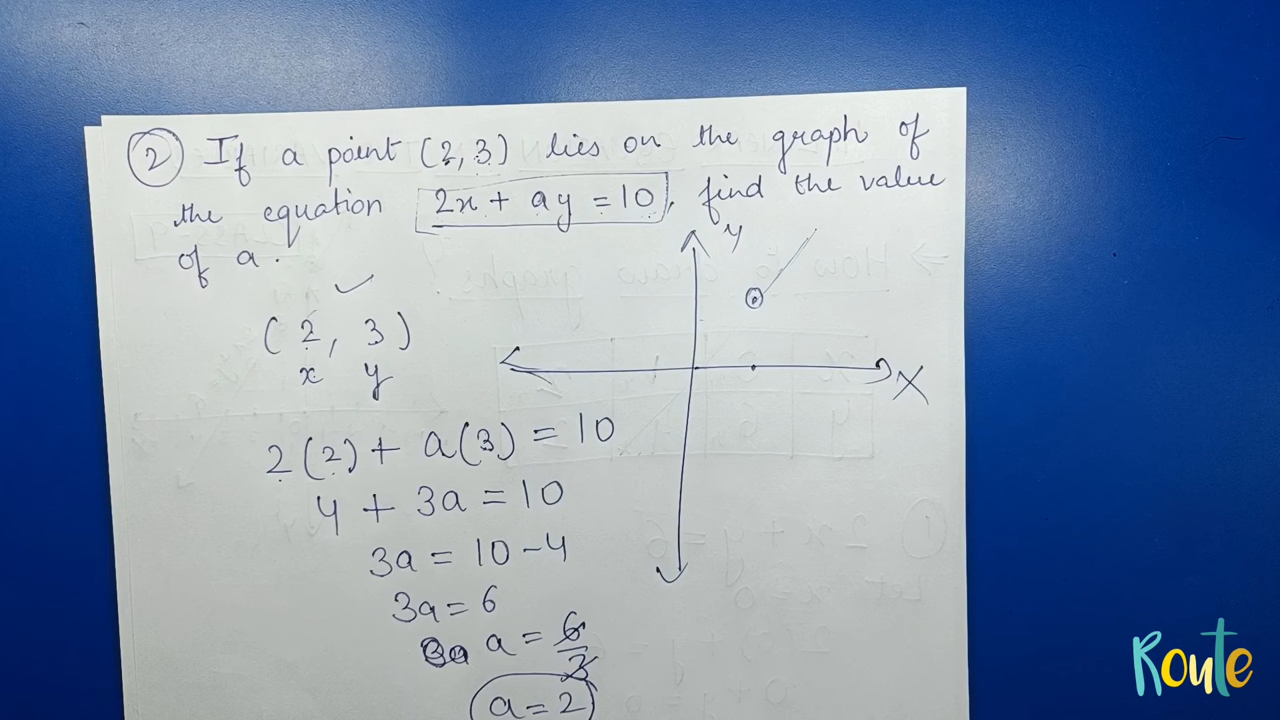 ② If a point (2, 3) lies on the graph of
the equation 2x + ay = 10, find the value
of a.
(2, 3)
x y
y
X
2(2) + a(3) = 10
4 + 3a = 10
3a = 10 - 4
3a = 6
a = 6/3
a = 2
Route